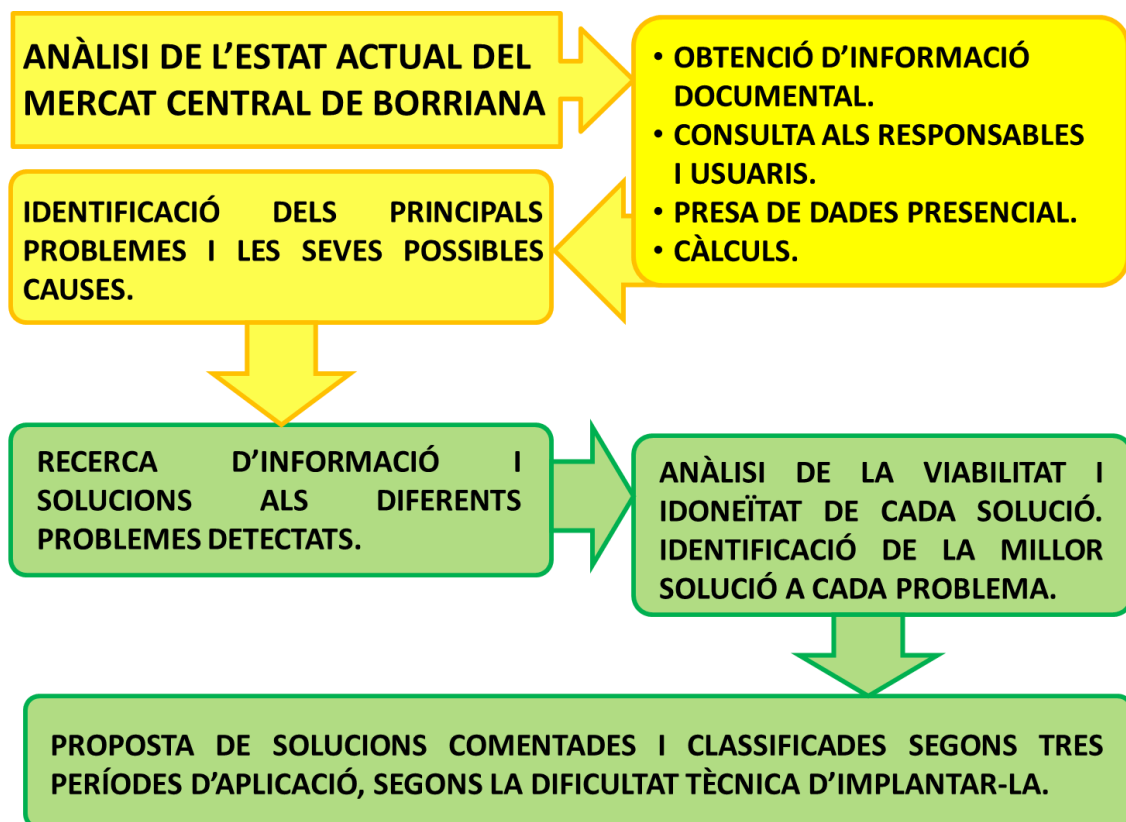 ANÀLISI DE L’ESTAT ACTUAL DEL
MERCAT CENTRAL DE BORRIANA
• OBTENCIÓ D’INFORMACIÓ
DOCUMENTAL.
• CONSULTA ALS RESPONSABLES
I USUARIS.
• PRESA DE DADES PRESENCIAL.
• CÀLCULS.
IDENTIFICACIÓ DELS PRINCIPALS
PROBLEMES I LES SEVES POSSIBLES
CAUSES.
RECERCA D’INFORMACIÓ I
SOLUCIONS ALS DIFERENTS
PROBLEMES DETECTATS.
ANÀLISI DE LA VIABILITAT I
IDONEÏTAT DE CADA SOLUCIÓ.
IDENTIFICACIÓ DE LA MILLOR
SOLUCIÓ A CADA PROBLEMA.
PROPOSTA DE SOLUCIONS COMENTADES I CLASSIFICADES SEGONS TRES
PERÍODES D’APLICACIÓ, SEGONS LA DIFICULTAT TÈCNICA D’IMPLANTAR-LA.